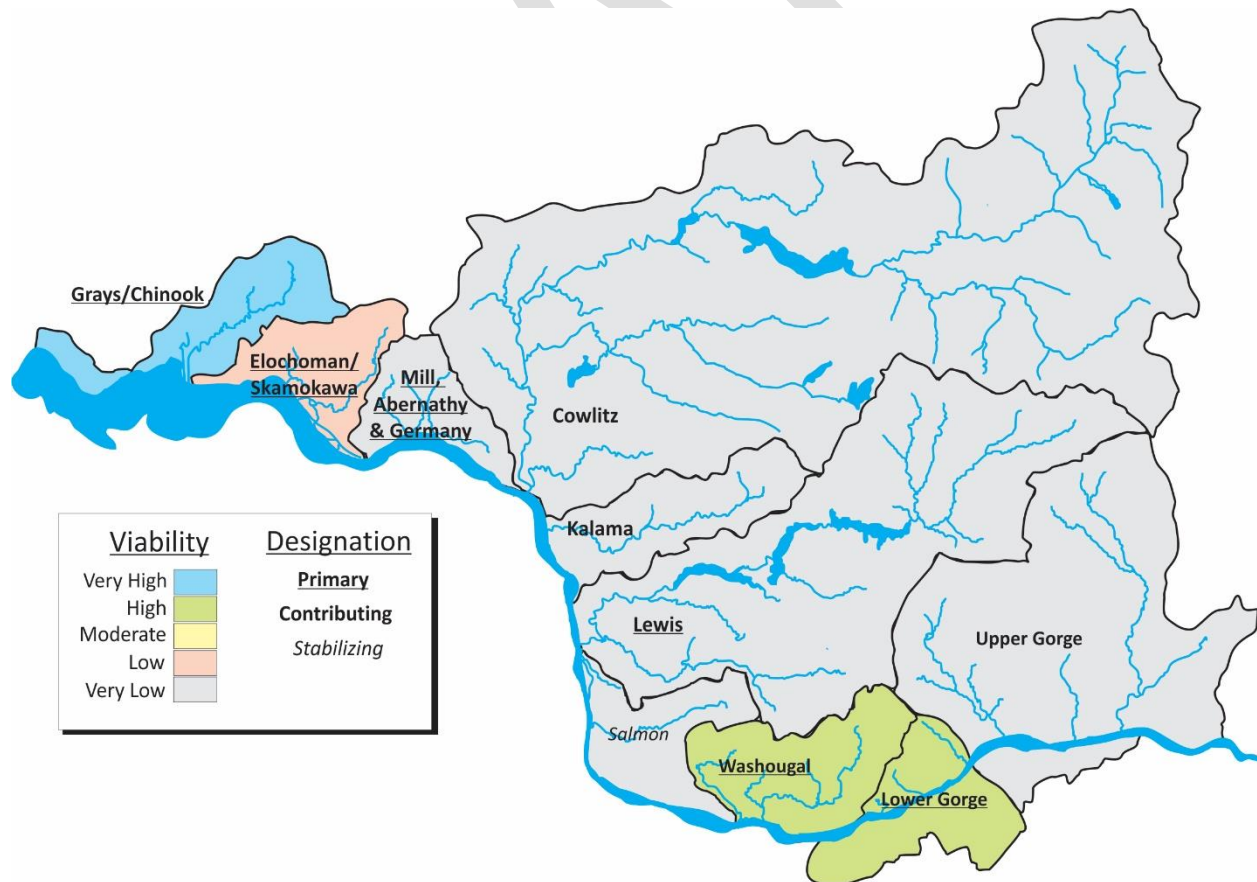 Grays/Chinook
Elochoman/
Skamokawa
Mill,
Abernathy
& Germany
Cowlitz
Kalama
Lewis
Upper Gorge
Salmon
Washougal
Lower Gorge
Viability
Very High
High
Moderate
Low
Very Low
Designation
Primary
Contributing
Stabilizing